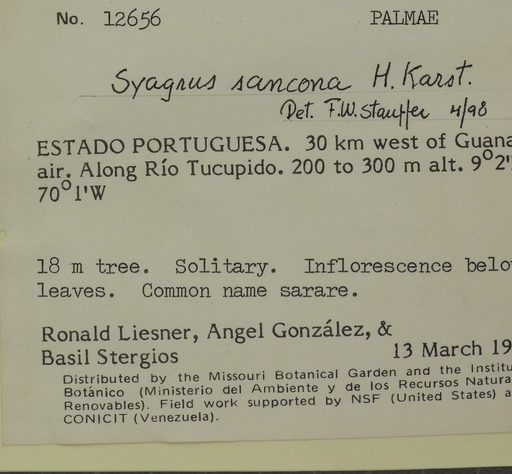 No. 12656 PALMAE
Syagrus sancona H. Karst.
Det. F.W. Stauffer 4/98
ESTADO PORTUGUESA. 30 km west of Guana
air. Along Río Tucupido. 200 to 300 m alt. 9°2'
70°1'W
18 m tree. Solitary. Inflorescence belo
leaves. Common name sarare.
Ronald Liesner, Angel González, &
Basil Stergios 13 March 19
Distributed by the Missouri Botanical Garden and the Institu
Botánico (Ministerio del Ambiente y de los Recursos Natura
Renovables). Field work supported by NSF (United States) a
CONICIT (Venezuela).